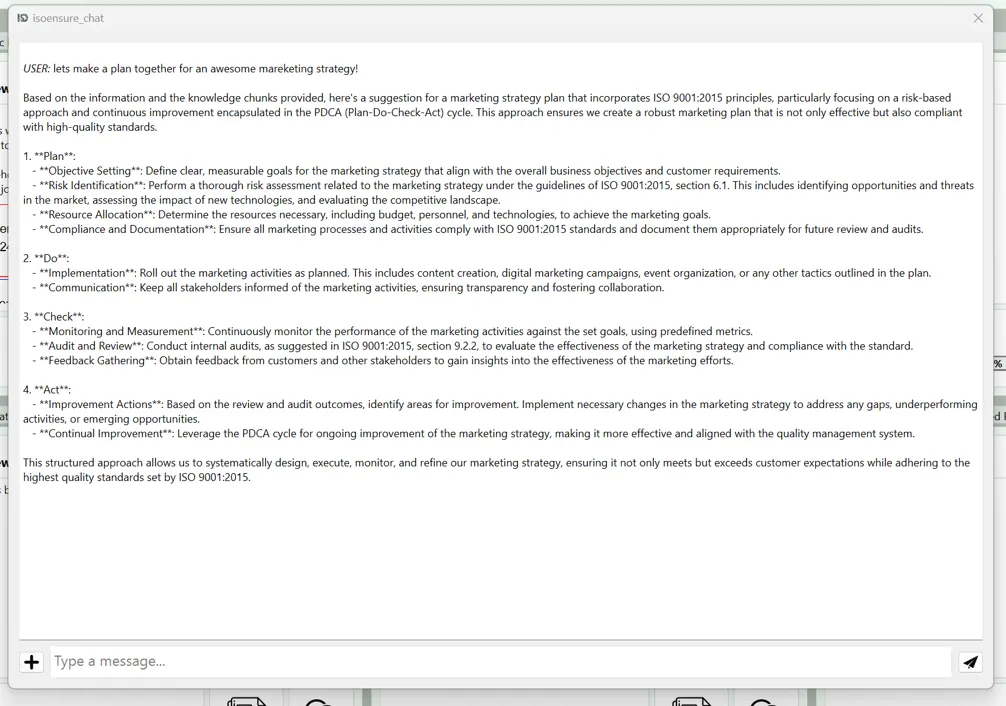 isoensure_chat
USER: lets make a plan together for an awesome mareketing strategy!
Based on the information and the knowledge chunks provided, here's a suggestion for a marketing strategy plan that incorporates ISO 9001:2015 principles, particularly focusing on a risk-based
approach and continuous improvement encapsulated in the PDCA (Plan-Do-Check-Act) cycle. This approach ensures we create a robust marketing plan that is not only effective but also compliant
with high-quality standards.
1. **Plan**:
- **Objective Setting**: Define clear, measurable goals for the marketing strategy that align with the overall business objectives and customer requirements.
- **Risk Identification**: Perform a thorough risk assessment related to the marketing strategy under the guidelines of ISO 9001:2015, section 6.1. This includes identifying opportunities and threats
in the market, assessing the impact of new technologies, and evaluating the competitive landscape.
- **Resource Allocation**: Determine the resources necessary, including budget, personnel, and technologies, to achieve the marketing goals.
- **Compliance and Documentation**: Ensure all marketing processes and activities comply with ISO 9001:2015 standards and document them appropriately for future review and audits.
2. **Do**:
- **Implementation**: Roll out the marketing activities as planned. This includes content creation, digital marketing campaigns, event organization, or any other tactics outlined in the plan.
- **Communication**: Keep all stakeholders informed of the marketing activities, ensuring transparency and fostering collaboration.
3. **Check**:
- **Monitoring and Measurement**: Continuously monitor the performance of the marketing activities against the set goals, using predefined metrics.
- **Audit and Review**: Conduct internal audits, as suggested in ISO 9001:2015, section 9.2.2, to evaluate the effectiveness of the marketing strategy and compliance with the standard.
- **Feedback Gathering**: Obtain feedback from customers and other stakeholders to gain insights into the effectiveness of the marketing efforts.
4. **Act**:
- **Improvement Actions**: Based on the review and audit outcomes, identify areas for improvement. Implement necessary changes in the marketing strategy to address any gaps, underperforming
activities, or emerging opportunities.
- **Continual Improvement**: Leverage the PDCA cycle for ongoing improvement of the marketing strategy, making it more effective and aligned with the quality management system.
This structured approach allows us to systematically design, execute, monitor, and refine our marketing strategy, ensuring it not only meets but exceeds customer expectations while adhering to the
highest quality standards set by ISO 9001:2015.
Type a message...